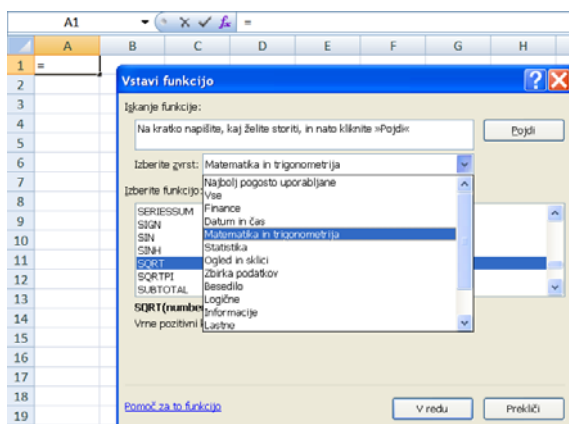 A1 fx =
A B C D E F G H
1 =
2
Vstavi funkcijo
3
Iskanje funkcije:
4
Na kratko napišite, kaj želite storiti, in nato kliknite »Pojdi«
Pojdi
5
6
Izberite zvrst: Matematika in trigonometrija
7
Najbolj pogosto uporabljane
Izberite funkcijo:
Vse
8
SERIESSUM
Finance
9
SIGN
Datum in čas
10
SIN
Matematika in trigonometrija
SINH
Statistika
11
SQRT
Ogled in sklici
12
SQRTPI
Zbirka podatkov
SUBTOTAL
Besedilo
13
Logične
SQRT(number
Informacije
14
Vrne pozitivni
Lastne
15
16
17
18
Pomoč za to funkcijo
V redu
Prekliči
19